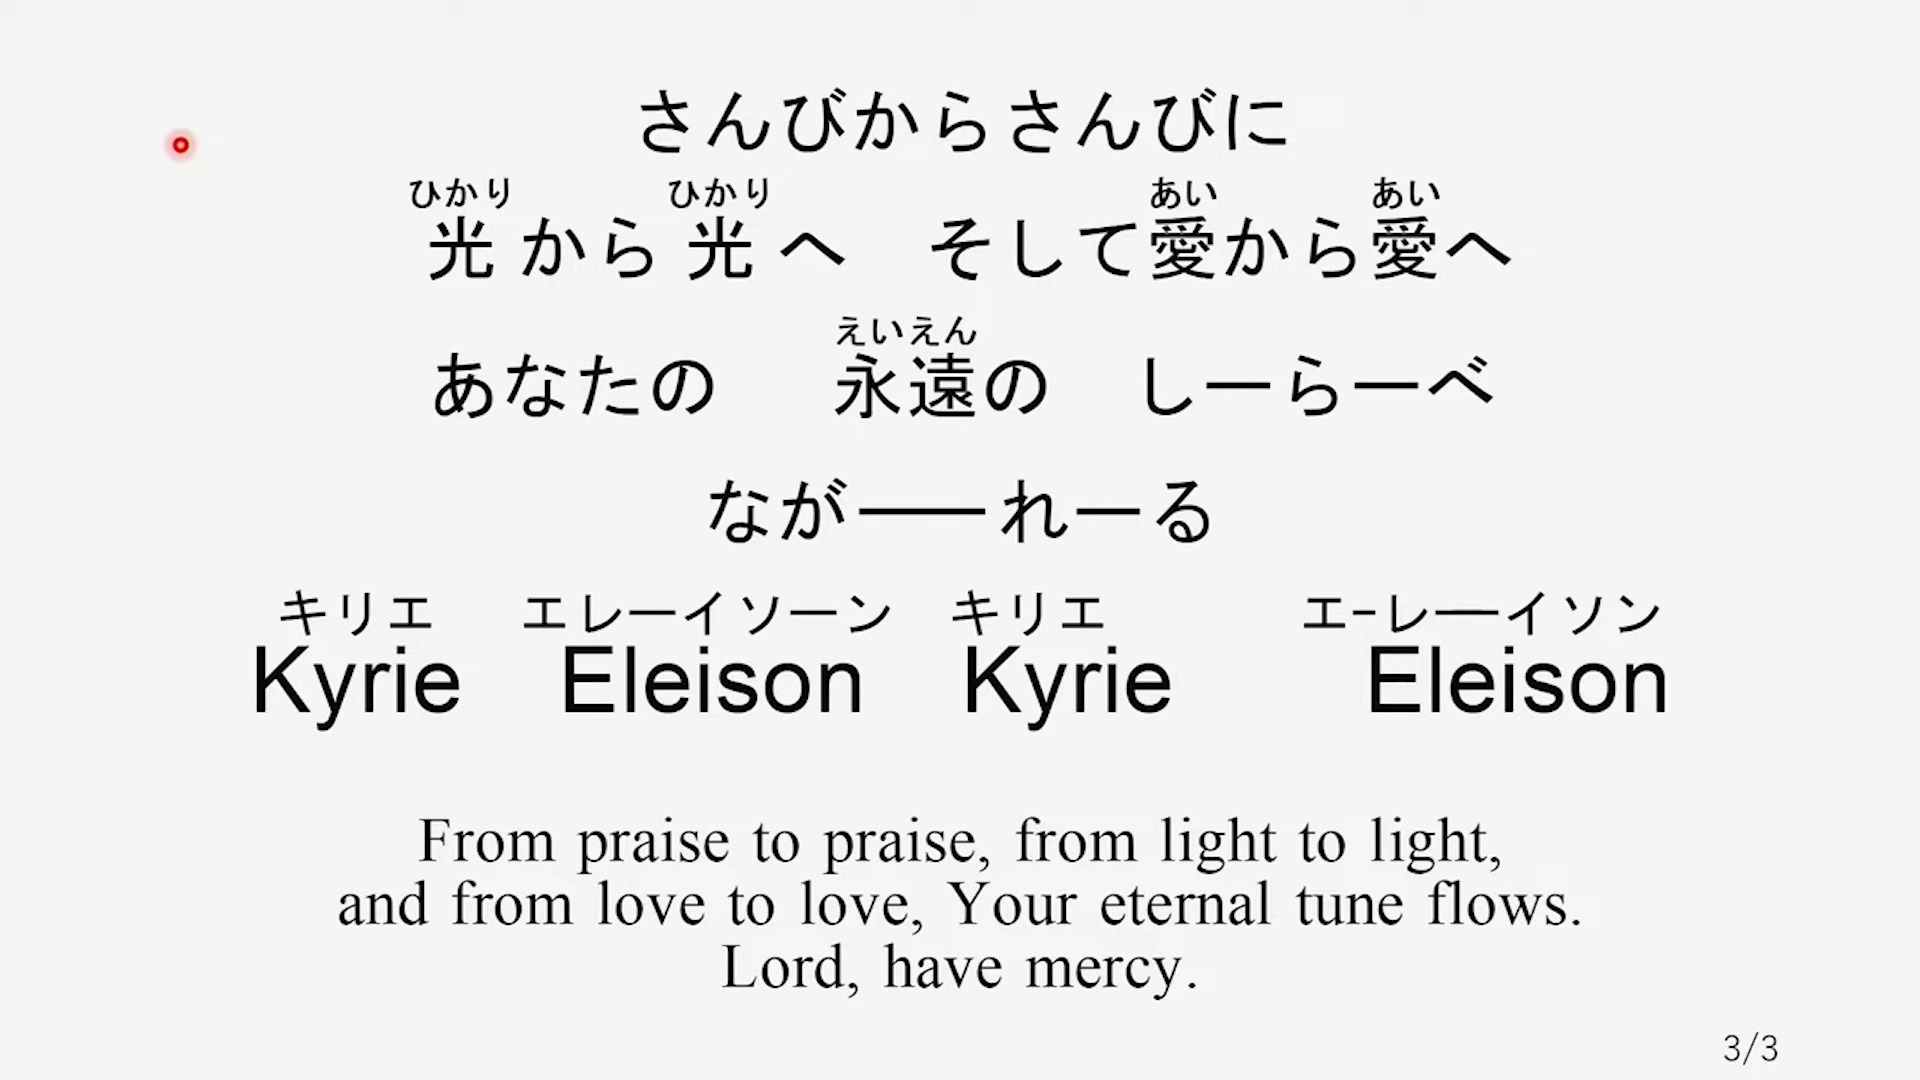 さんびからさんびに
ひかり ひかり あい あい
光から光へ　そして愛から愛へ
えいえん
あなたの　永遠の　しーらーべ
なが──れーる
キリエ　エレーイソーン　キリエ　エ-レ──イソン
Kyrie Eleison Kyrie Eleison
From praise to praise, from light to light,
and from love to love, Your eternal tune flows.
Lord, have mercy.
3/3